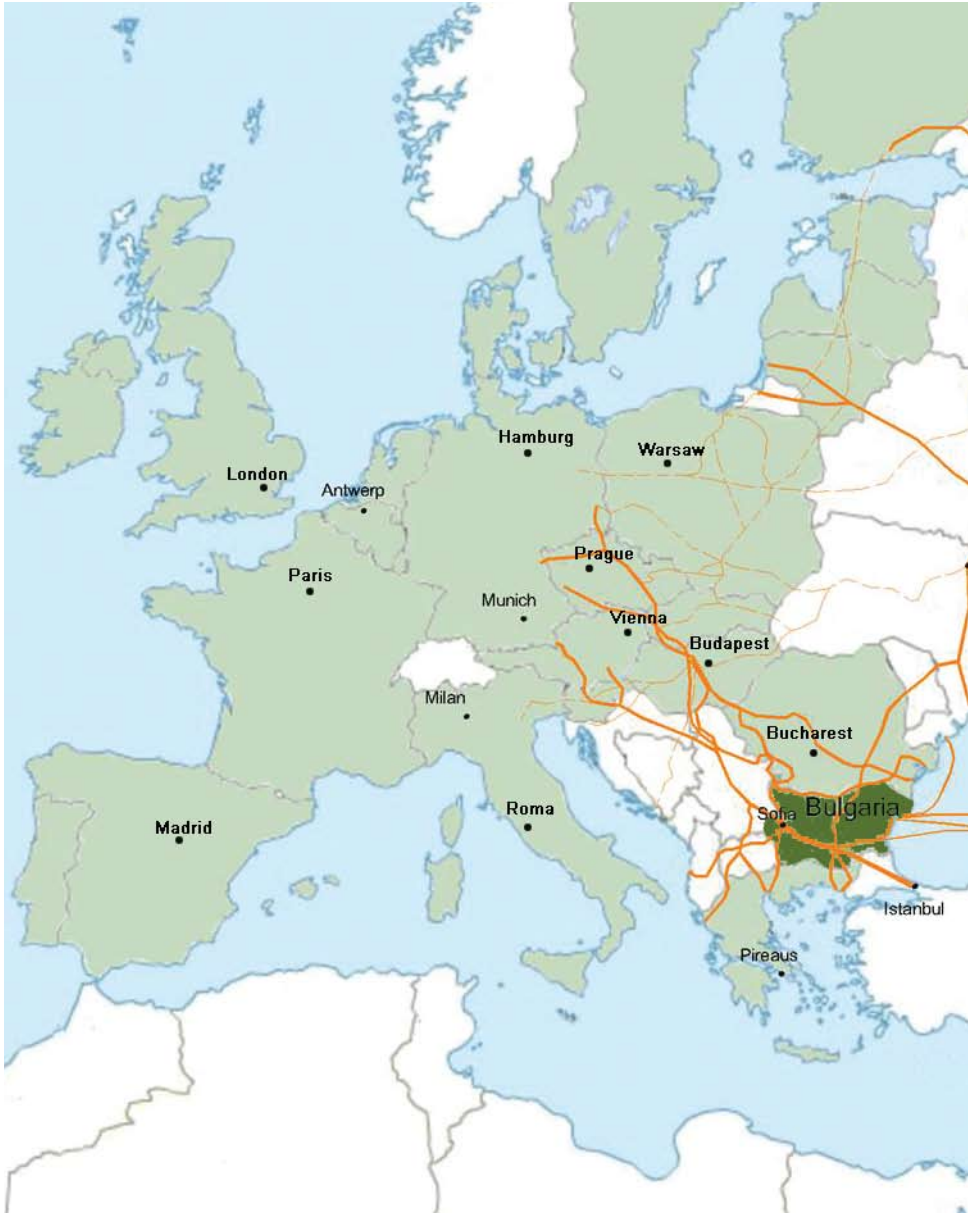 Hamburg
Warsaw
London
Antwerp
Prague
Paris
Munich
Vienna
Budapest
Milan
Bucharest
Bulgaria
Sofia
Roma
Madrid
Istanbul
Pireaus